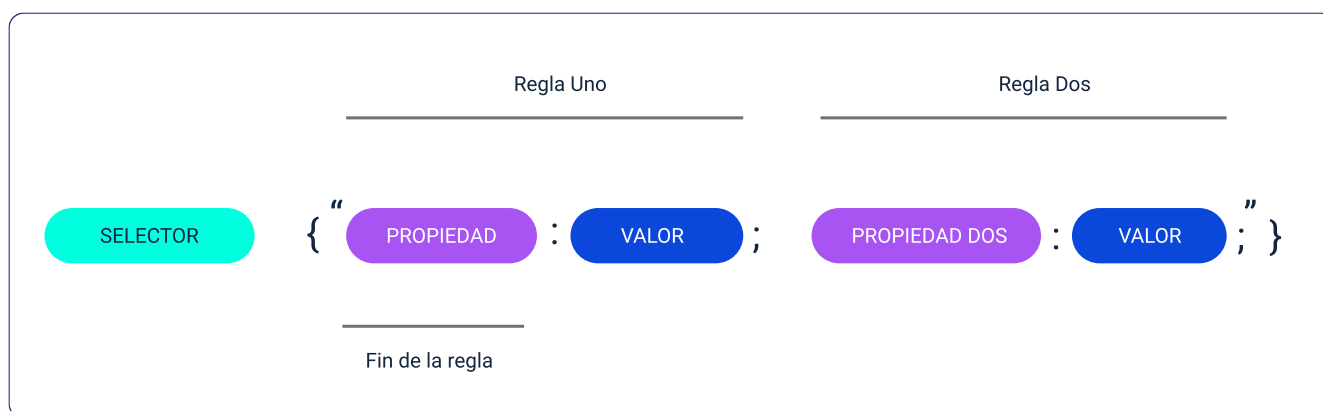 Regla Uno
Regla Dos
SELECTOR { “ PROPIEDAD : VALOR ; PROPIEDAD DOS : VALOR ; ” }
Fin de la regla